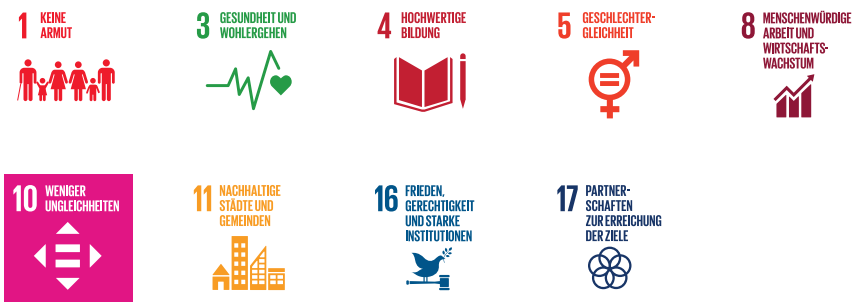 1 KEINE
ARMUT
3 GESUNDHEIT UND
WOHLERGEHEN
4 HOCHWERTIGE
BILDUNG
5 GESCHLECHTER-
GLEICHHEIT
8 MENSCHENWÜRDIGE
ARBEIT UND
WIRTSCHAFTS-
WACHSTUM
10 WENIGER
UNGLEICHHEITEN
11 NACHHALTIGE
STÄDTE UND
GEMEINDEN
16 FRIEDEN,
GERECHTIGKEIT
UND STARKE
INSTITUTIONEN
17 PARTNER-
SCHAFTEN
ZUR ERREICHUNG
DER ZIELE